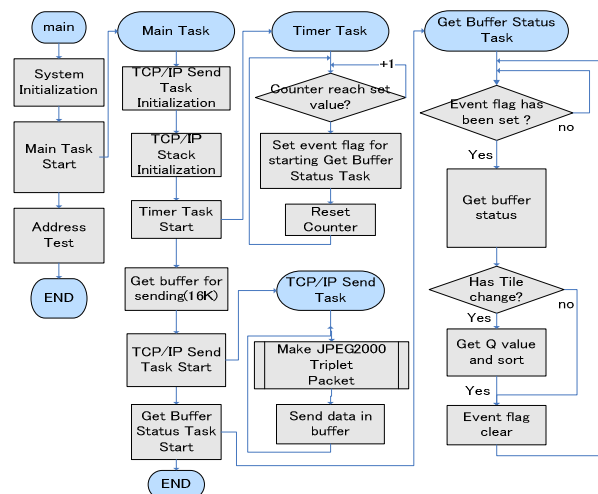 main
System
Initialization
Main Task
Start
Address
Test
END
Main Task
TCP/IP Send
Task
Initialization
TCP/IP
Stack
Initialization
Timer Task
Start
Get buffer for
sending(16K)
TCP/IP Send
Task Start
Get Buffer
Status Task
Start
END
Timer Task
+1
Counter reach set
value?
Set event flag for
starting Get Buffer
Status Task
Reset
Counter
TCP/IP Send
Task
Make JPEG2000
Triplet
Packet
Send data in
buffer
Get Buffer Status
Task
Event flag has
been set ?
no
Yes
Get buffer
status
Has Tile
change?
no
Yes
Get Q value
and sort
Yes
Event flag
clear